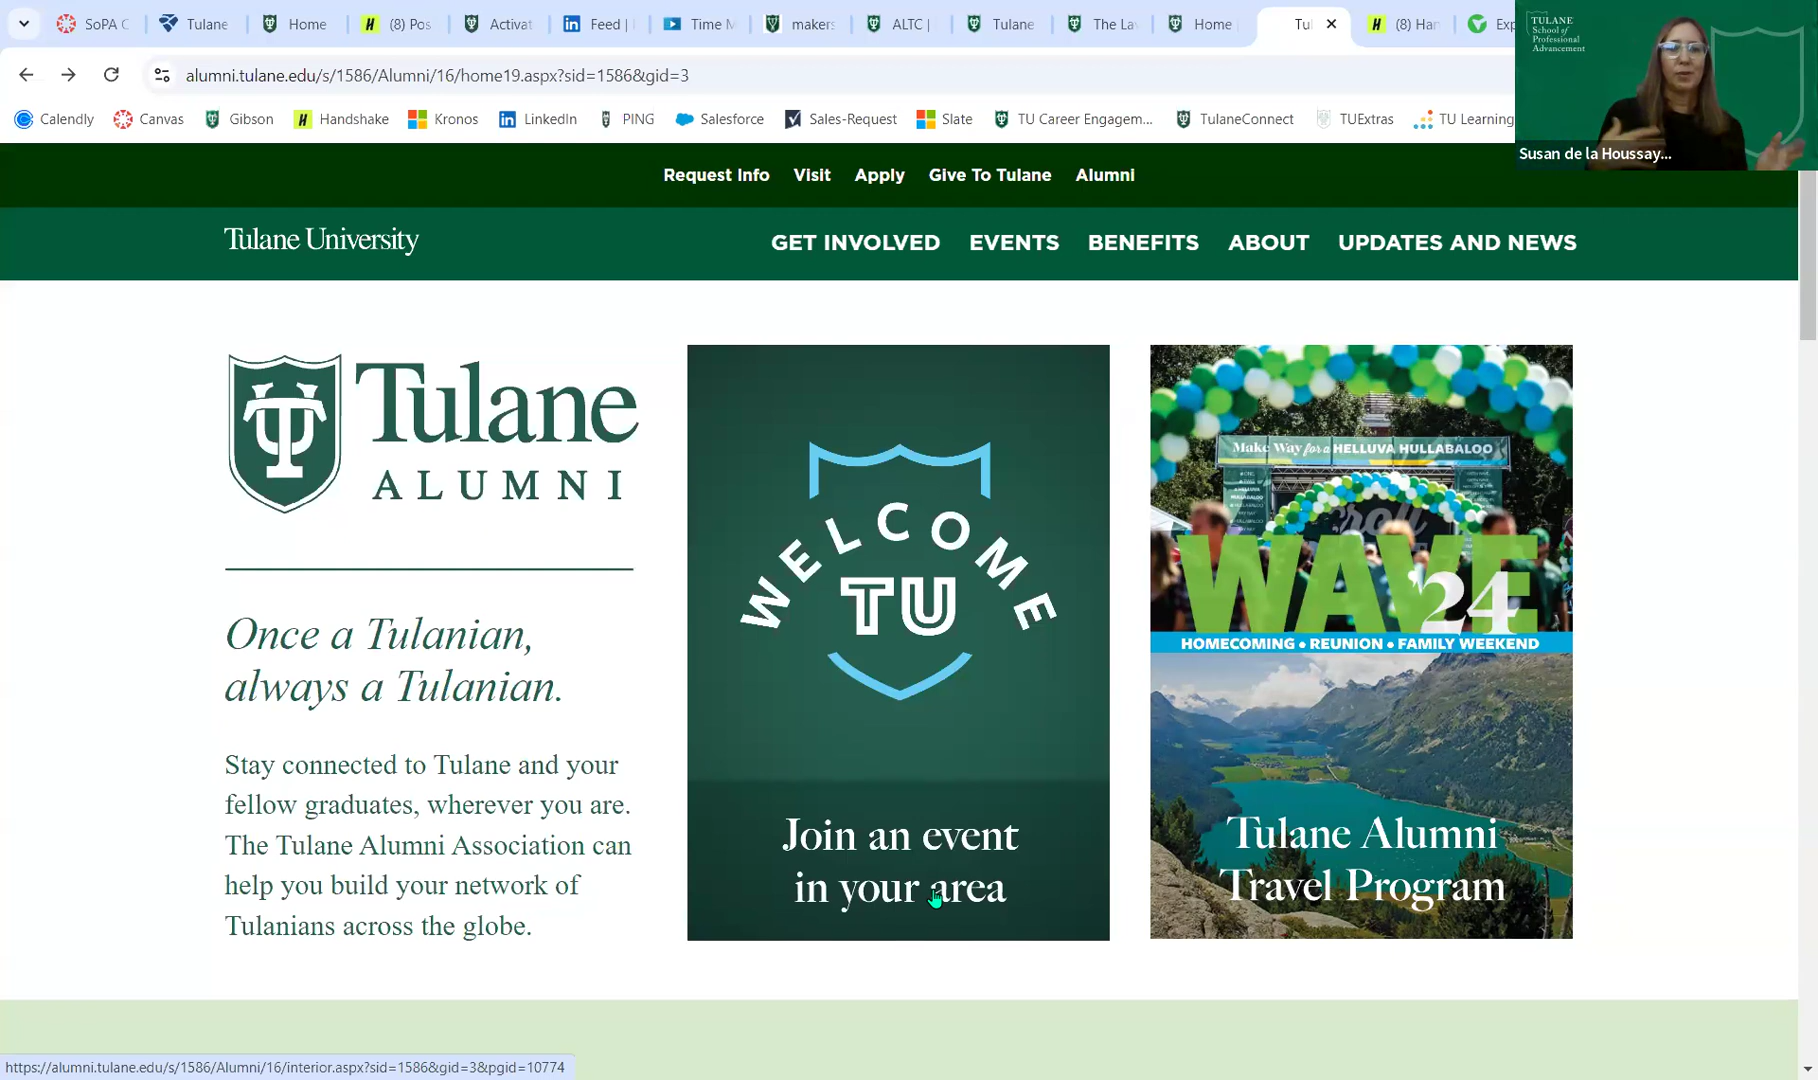 SoPA C
Tulane
Home
(8) Pos
Activat
Feed |
Time M
makers
ALTC |
Tulane
The La
Home
Tul
(8) Han
Exp
alumni.tulane.edu/s/1586/Alumni/16/home19.aspx?sid=1586&gid=3
Calendly
Canvas
Gibson
Handshake
Kronos
LinkedIn
PING
Salesforce
Sales-Request
Slate
TU Career Engagem...
TulaneConnect
TUExtras
TU Learning
TULANE
School of
Professional
Advancement
Susan de la Houssay...
Request Info
Visit
Apply
Give To Tulane
Alumni
Tulane University
GET INVOLVED
EVENTS
BENEFITS
ABOUT
UPDATES AND NEWS
Tulane
ALUMNI
Once a Tulanian,
always a Tulanian.
Stay connected to Tulane and your
fellow graduates, wherever you are.
The Tulane Alumni Association can
help you build your network of
Tulanians across the globe.
WELCOME
TU
Join an event
in your area
Make Way for a HELLUVA HULLABALOO
WAVE
'24
HOMECOMING • REUNION • FAMILY WEEKEND
Tulane Alumni
Travel Program
https://alumni.tulane.edu/s/1586/Alumni/16/interior.aspx?sid=1586&gid=3&pgid=10774